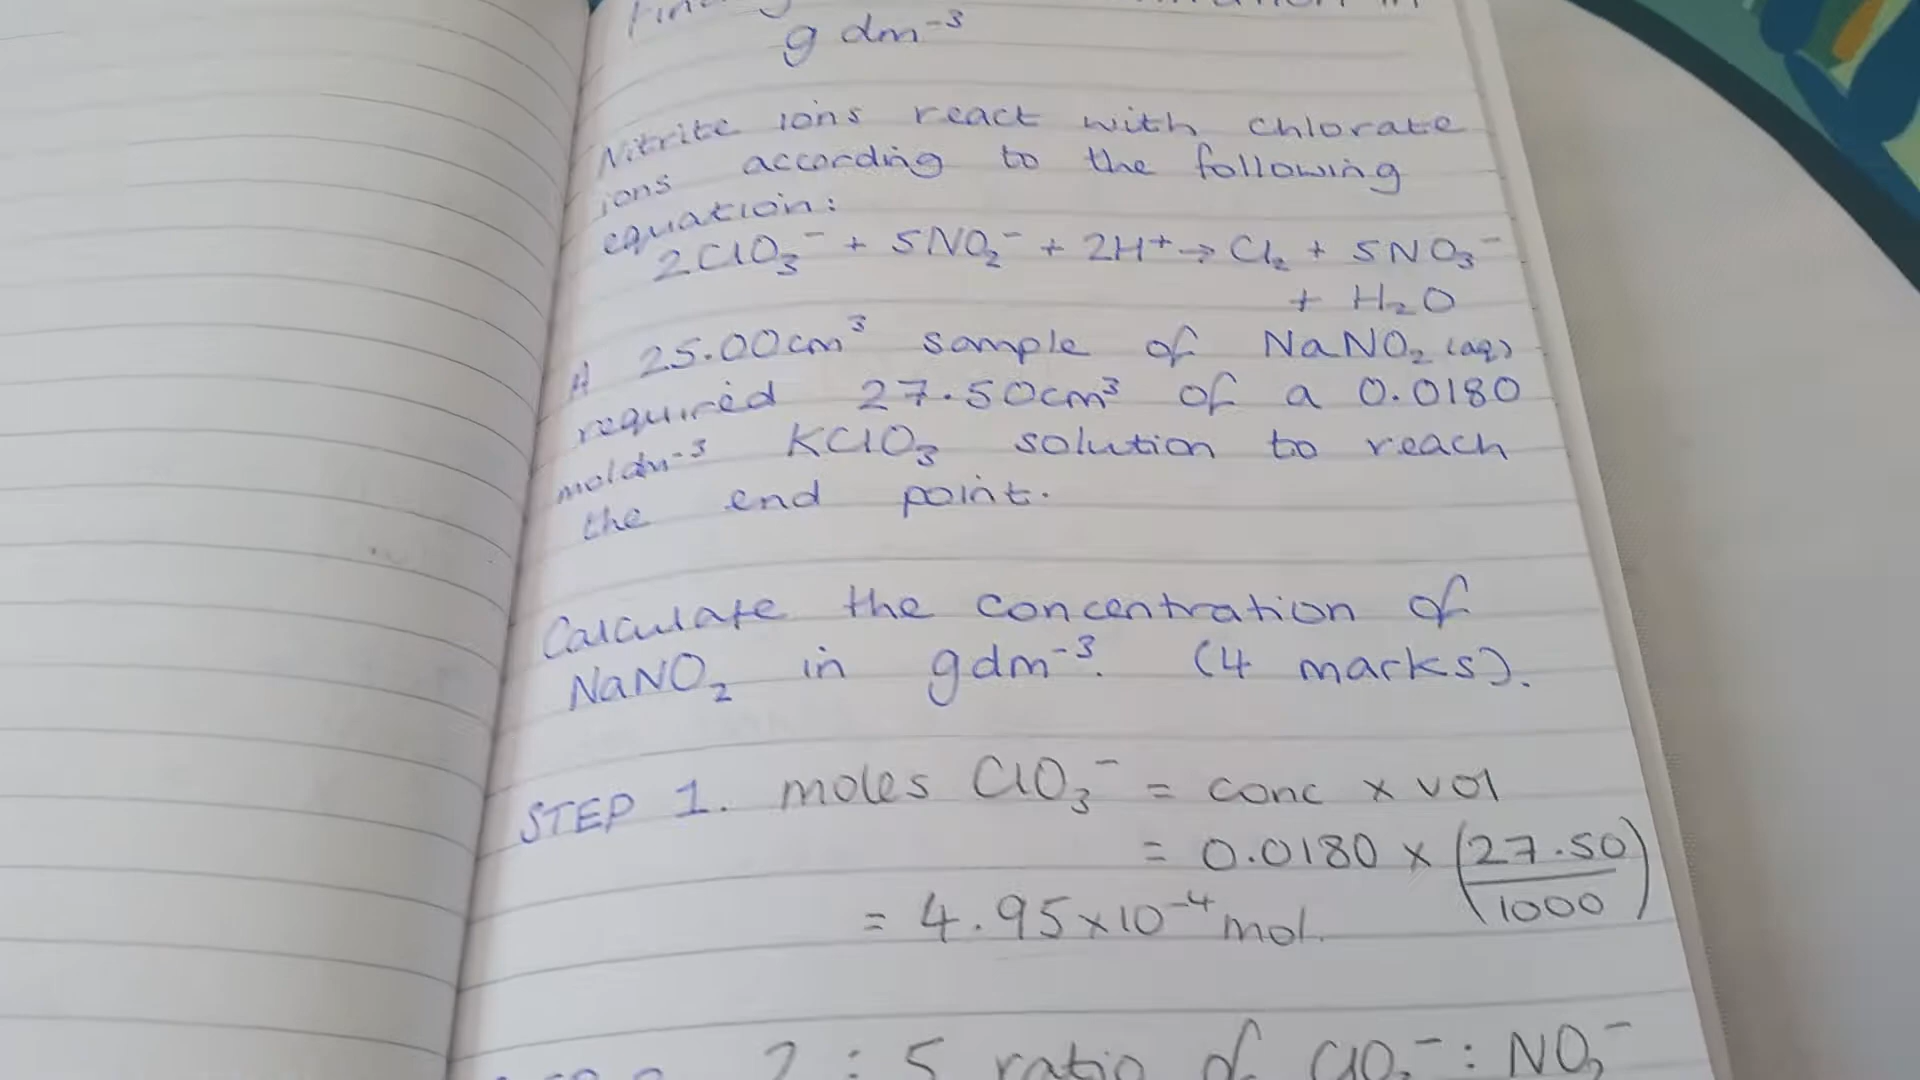 g dm⁻³
Nitrite ions react with chlorate
ions according to the following
equation:
2ClO₃⁻ + 5NO₂⁻ + 2H⁺ → Cl₂ + 5NO₃⁻
+ H₂O
A 25.00cm³ sample of NaNO₂ (aq)
required 27.50cm³ of a 0.0180
moldm⁻³ KClO₃ solution to reach
the end point.
Calculate the concentration of
NaNO₂ in gdm⁻³. (4 marks).
STEP 1. moles ClO₃⁻ = conc x vol
= 0.0180 x (27.50/1000)
= 4.95x10⁻⁴ mol.
2 : 5 ratio of ClO₃⁻ : NO₂⁻